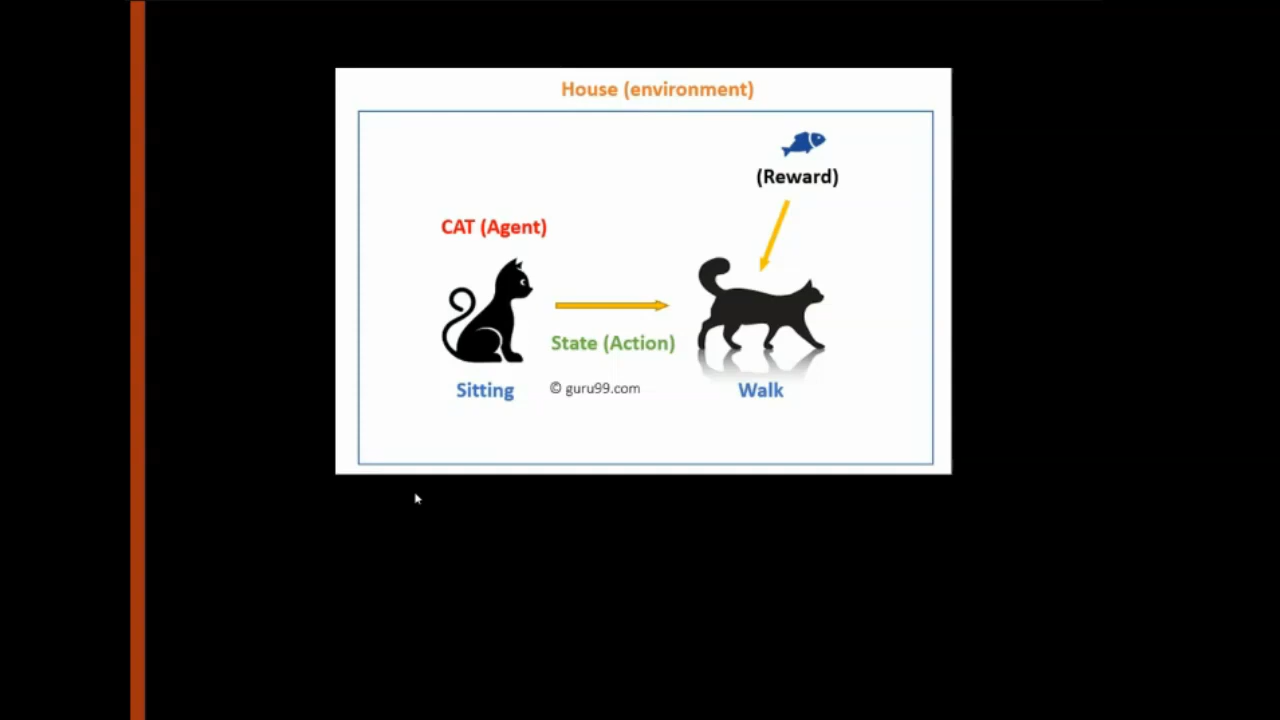 House (environment)
(Reward)
CAT (Agent)
State (Action)
Sitting
© guru99.com
Walk